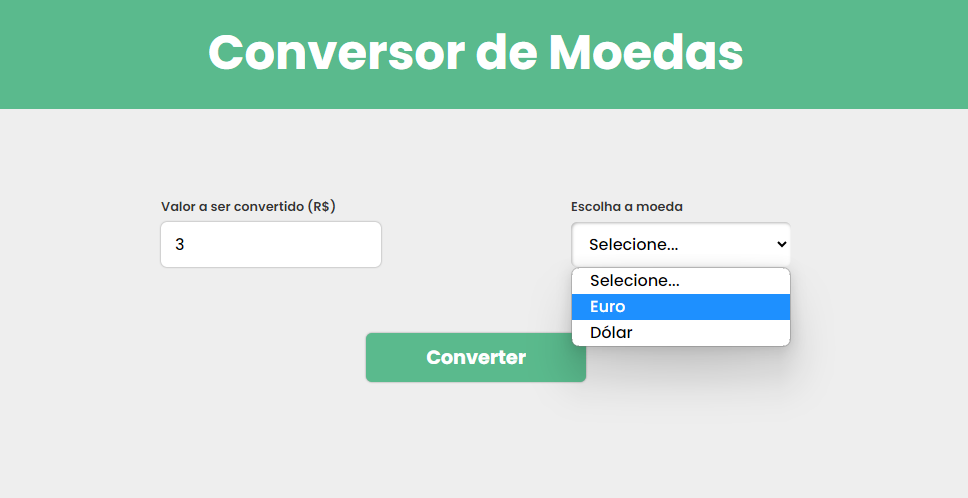 Conversor de Moedas
Valor a ser convertido (R$)
3
Escolha a moeda
Selecione...
Selecione...
Euro
Dólar
Converter